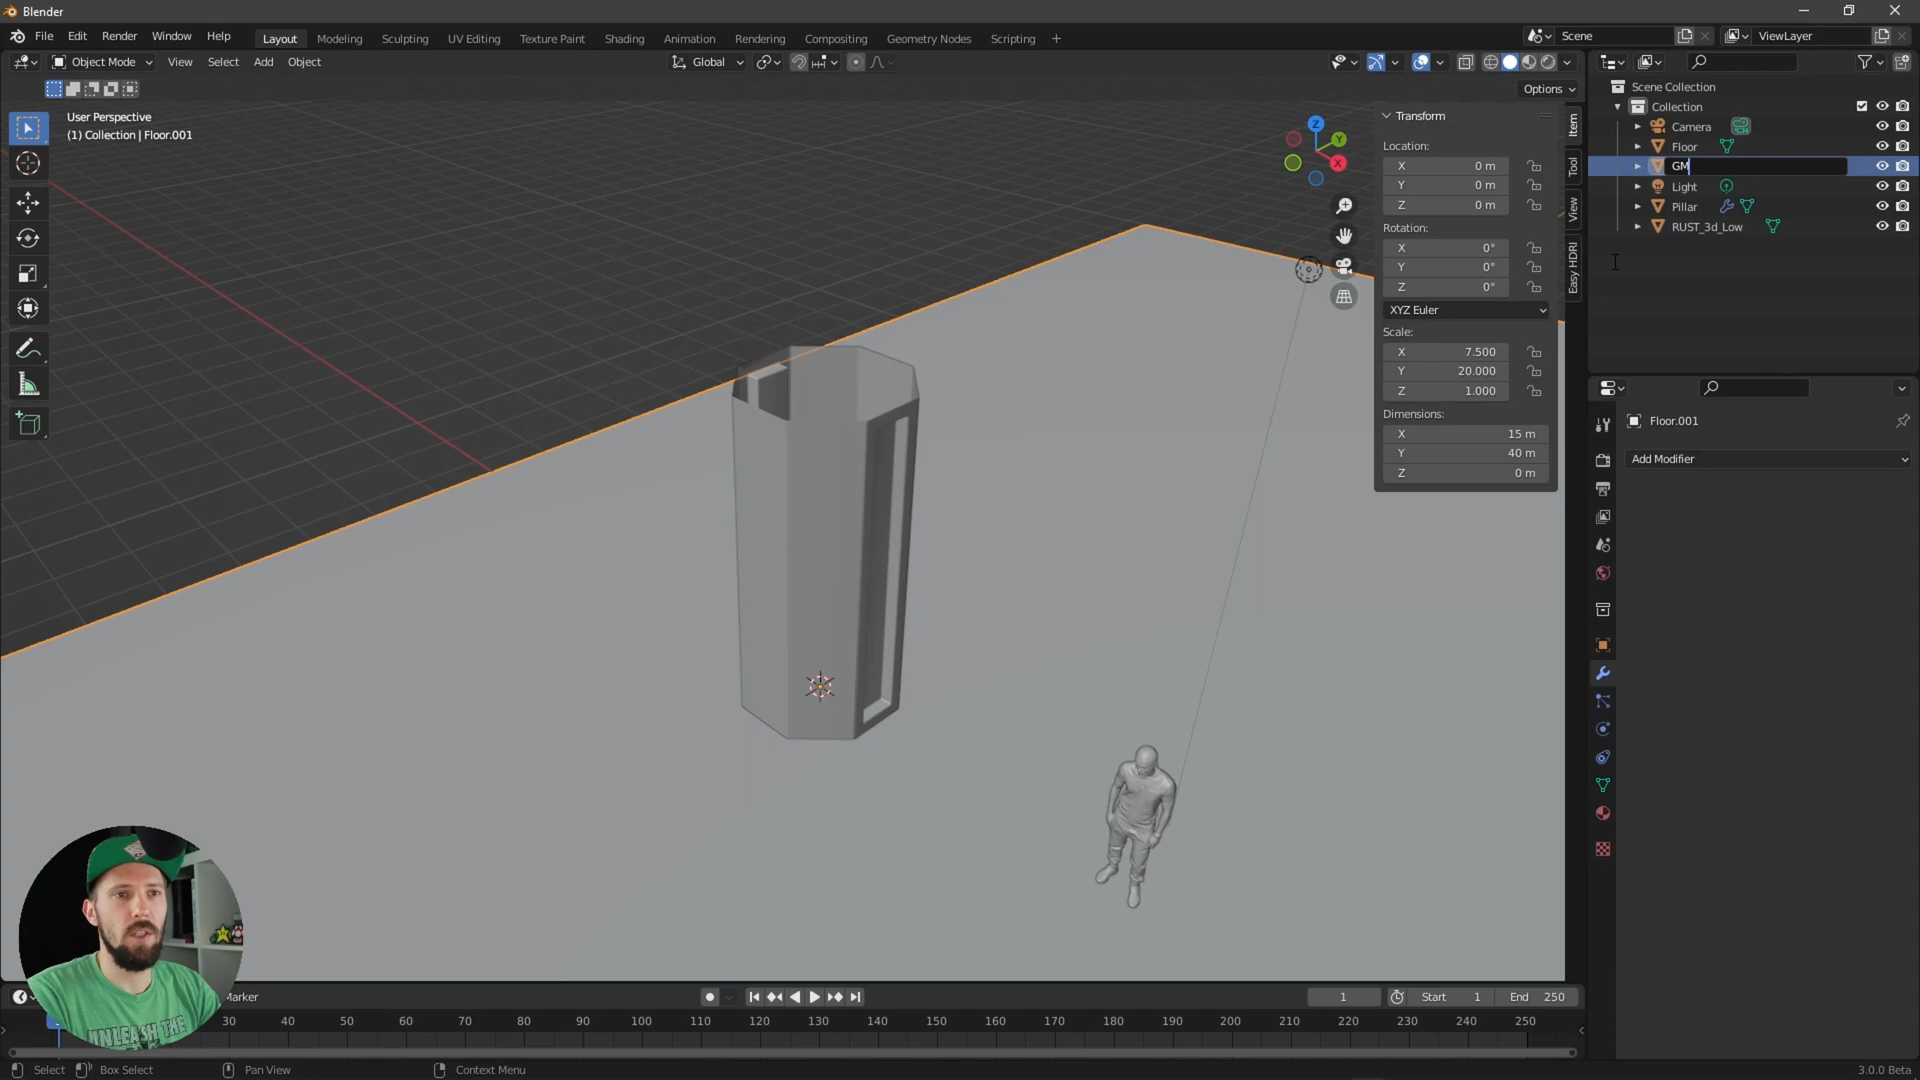 Blender
File Edit Render Window Help
Layout Modeling Sculpting UV Editing Texture Paint Shading Animation Rendering Compositing Geometry Nodes Scripting +
Scene
ViewLayer
Object Mode View Select Add Object
Global
Options
User Perspective
(1) Collection | Floor.001
Z
Y
X
Item
Tool
View
Easy HDRI
Transform
Location:
X 0 m
Y 0 m
Z 0 m
Rotation:
X 0°
Y 0°
Z 0°
XYZ Euler
Scale:
X 7.500
Y 20.000
Z 1.000
Dimensions:
X 15 m
Y 40 m
Z 0 m
Scene Collection
Collection
Camera
Floor
GM
Light
Pillar
RUST_3d_Low
Floor.001
Add Modifier
Marker
1
Start 1
End 250
30 40 50 60 70 80 90 100 110 120 130 140 150 160 170 180 190 200 210 220 230 240 250
UNLEASH THE
Select Box Select Pan View Context Menu
3.0.0 Beta